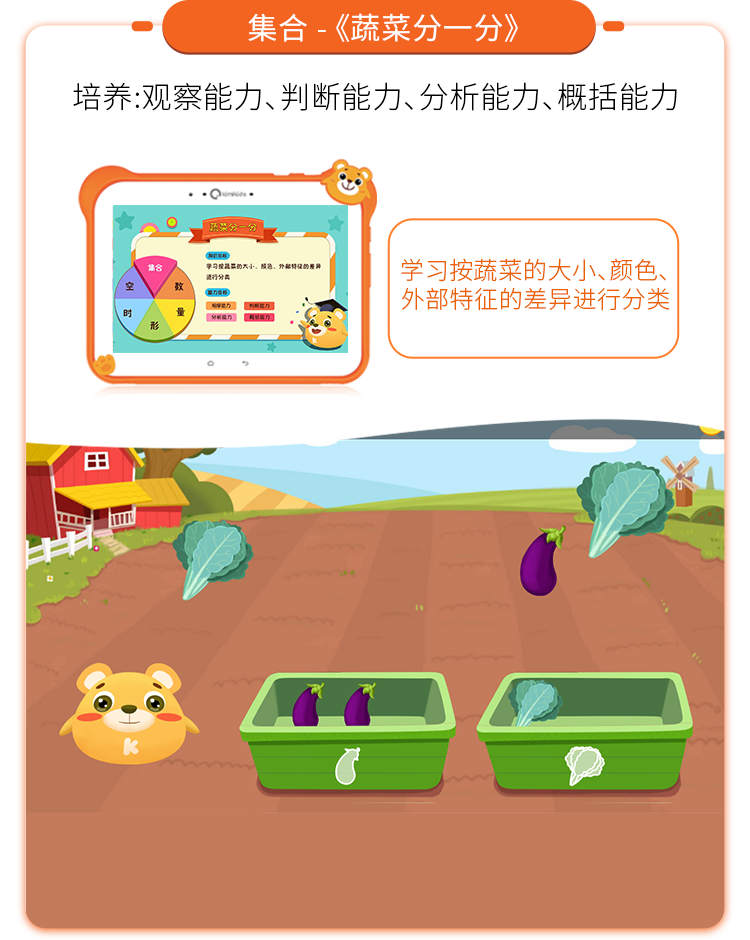 集合 -《蔬菜分一分》
培养:观察能力、判断能力、分析能力、概括能力
蔬菜分一分
集合
数
量
形
时
空
学习按蔬菜的大小、颜色、外部特征的差异
进行分类
观察能力
判断能力
分析能力
概括能力
学习按蔬菜的大小、颜色、
外部特征的差异进行分类
K